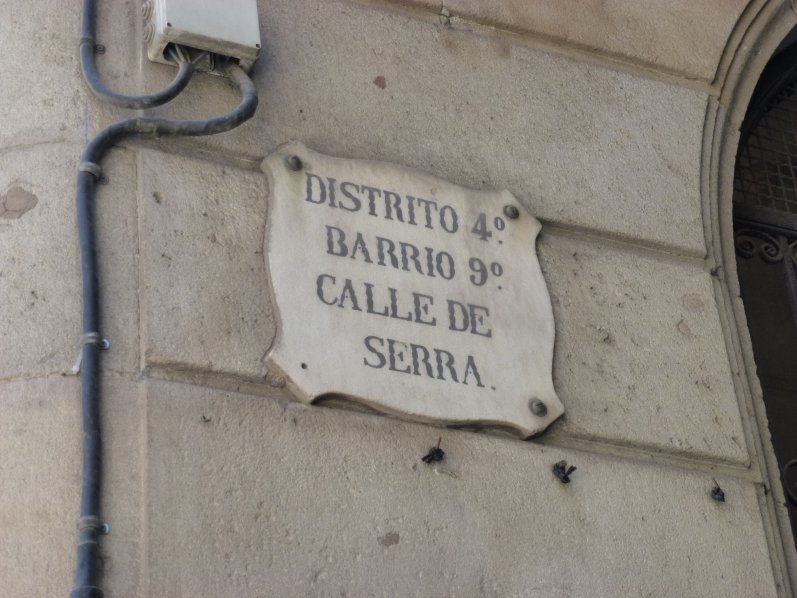 DISTRITO 4º.
BARRIO 9º.
CALLE DE
SERRA.